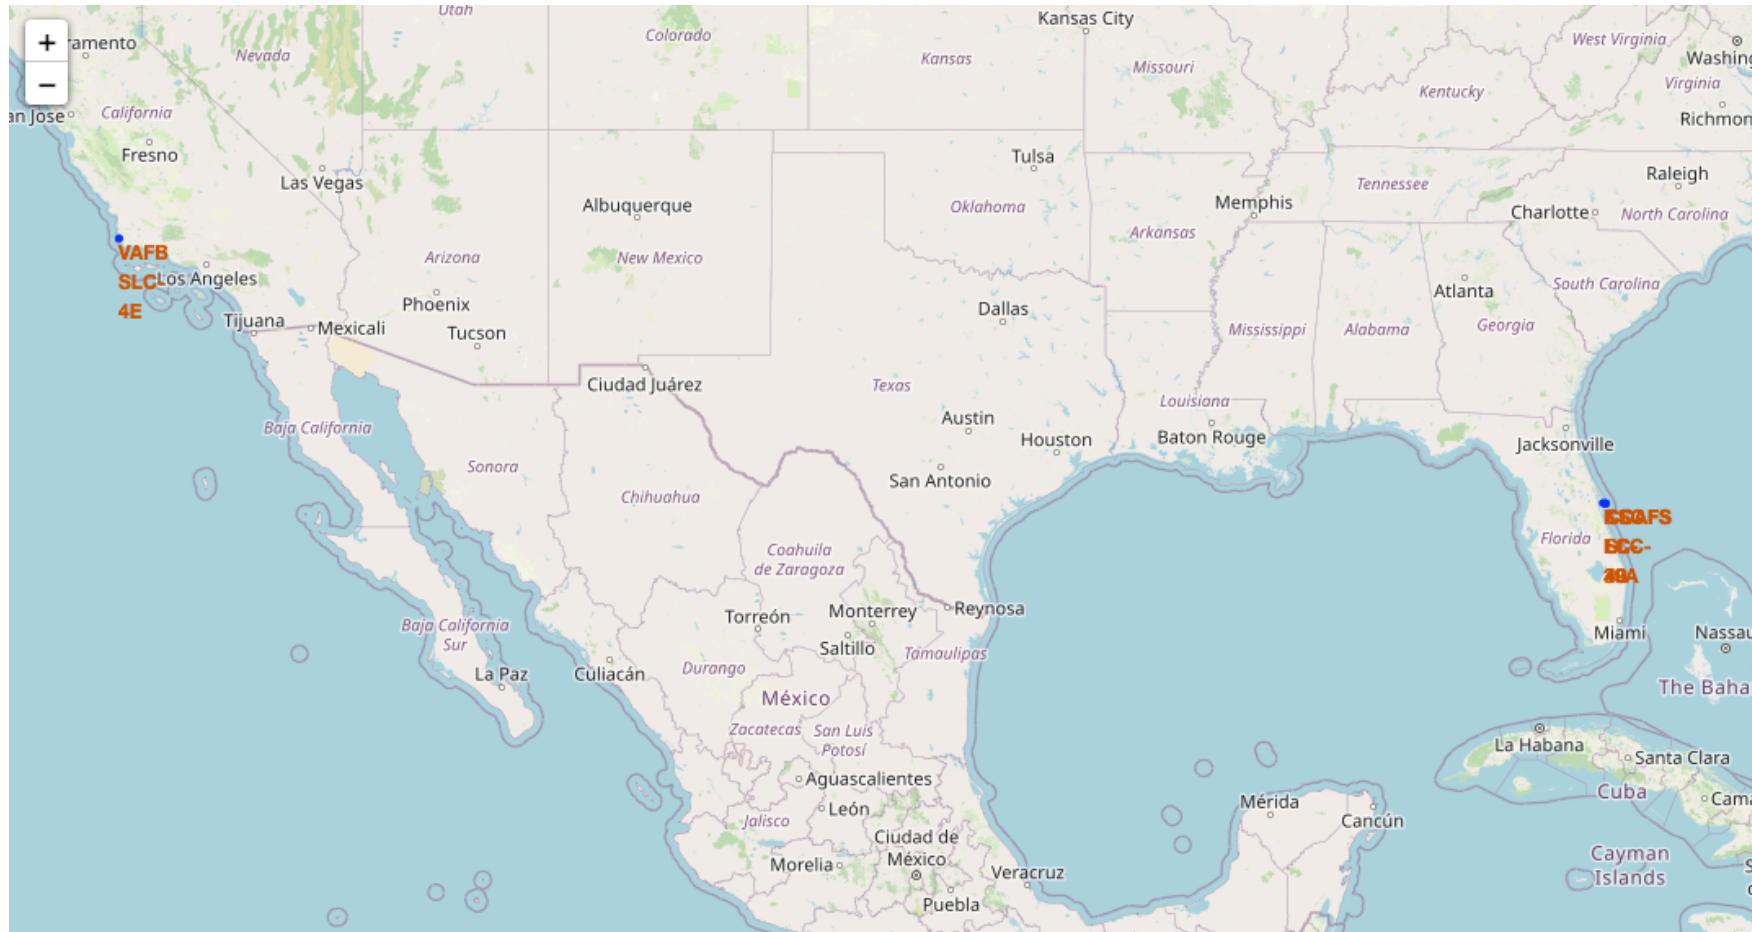 +
−
ramento
Utah
Colorado
Kansas City
West Virginia
Nevada
Kansas
Missouri
Washing
Virginia
California
an Jose
Kentucky
Richmon
Fresno
Las Vegas
Tulsa
Raleigh
Tennessee
Albuquerque
Oklahoma
Memphis
Charlotte
North Carolina
Arkansas
VAFB
SLC-
4E
Los Angeles
Arizona
New Mexico
Phoenix
Dallas
Atlanta
South Carolina
Tijuana
Mexicali
Tucson
Mississippi
Alabama
Georgia
Ciudad Juárez
Texas
Louisiana
Baja California
Austin
Houston
Baton Rouge
Jacksonville
Sonora
Chihuahua
San Antonio
Florida
Coahuila
de Zaragoza
Torreón
Monterrey
Reynosa
Baja California
Sur
Saltillo
Tamaulipas
Miami
Nassau
La Paz
Culiacán
Durango
México
The Baha
Zacatecas
San Luis
Potosí
La Habana
Santa Clara
Aguascalientes
León
Mérida
Cuba
Cama
Jalisco
Cancún
Ciudad de
México
Morelia
Veracruz
Cayman
Islands
Puebla